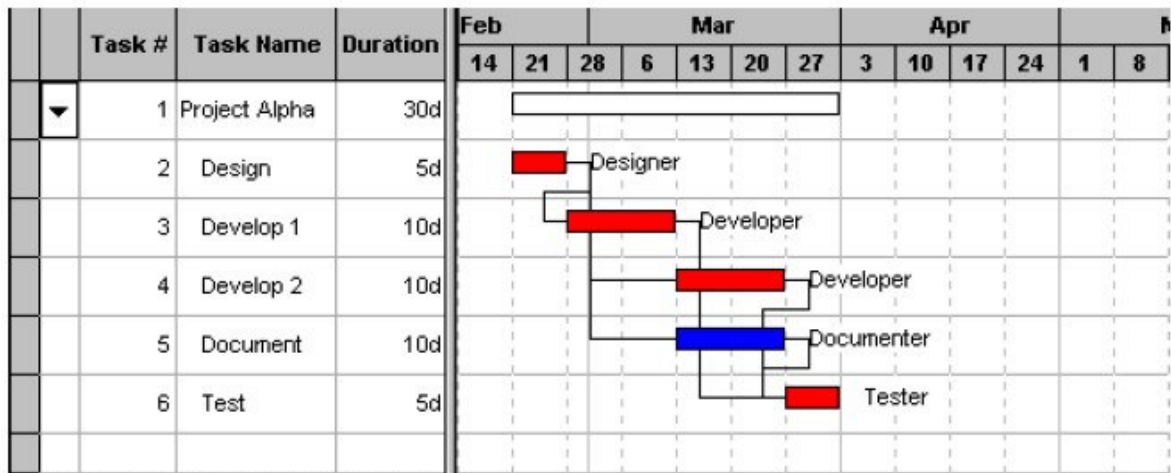 Task # Task Name Duration Feb Mar Apr
14 21 28 6 13 20 27 3 10 17 24 1 8
1 Project Alpha 30d
2 Design 5d Designer
3 Develop 1 10d Developer
4 Develop 2 10d Developer
5 Document 10d Documenter
6 Test 5d Tester